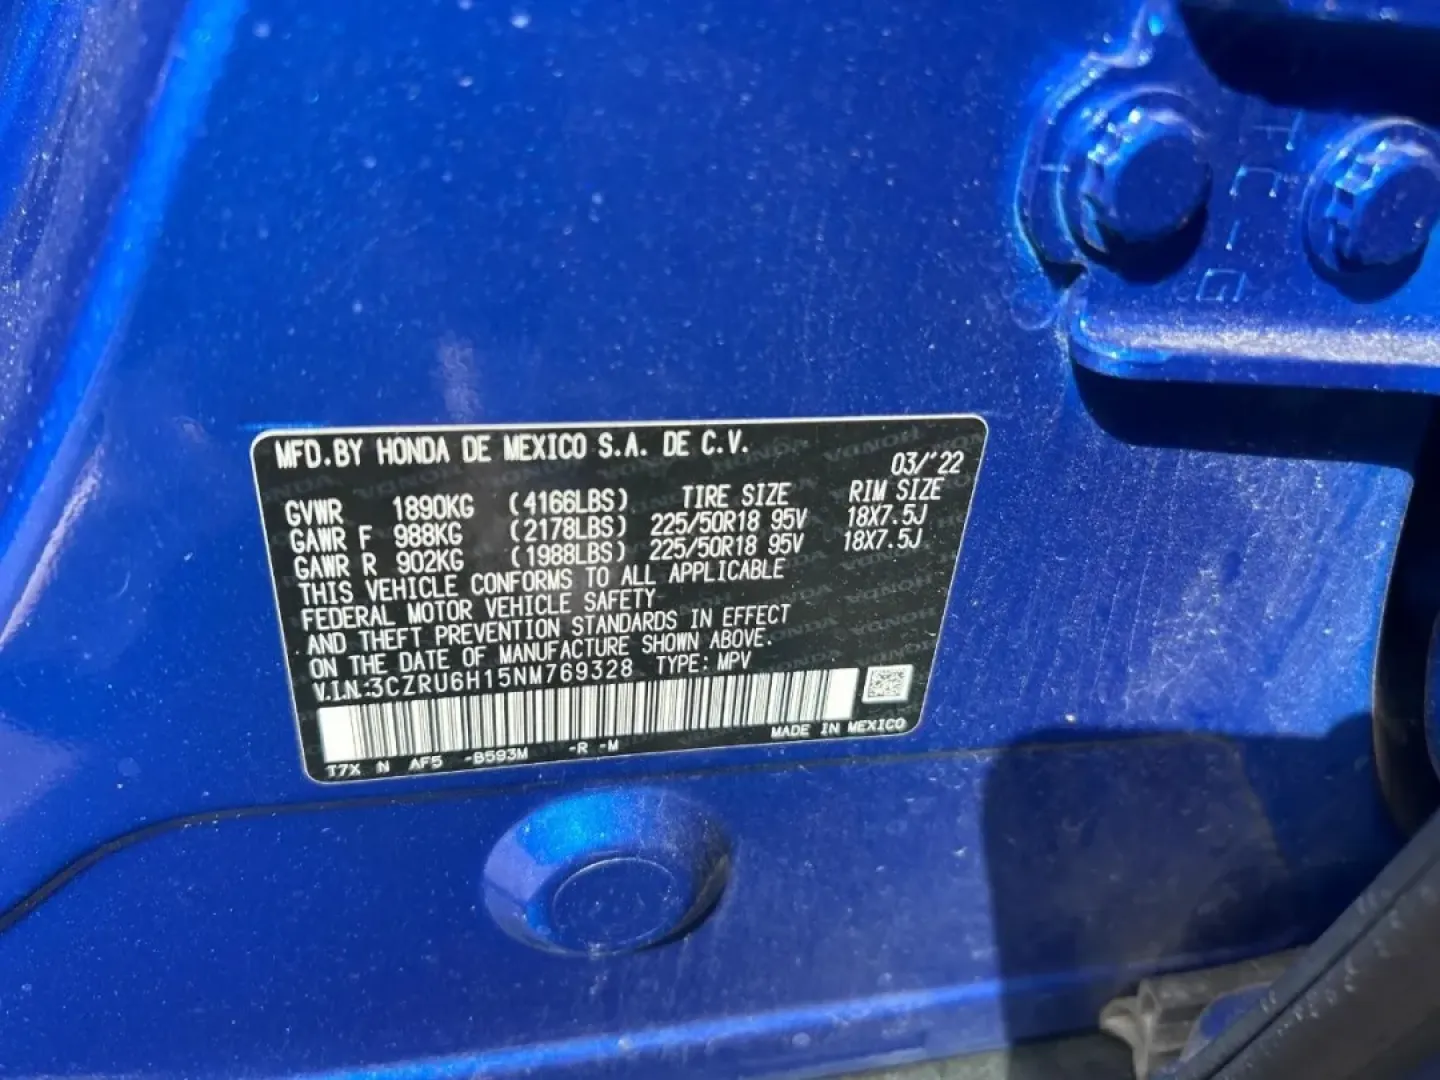 MFD.BY HONDA DE MEXICO S.A. DE C.V.
03/'22
GVWR 1890KG (4166LBS) TIRE SIZE RIM SIZE
GAWR F 988KG (2178LBS) 225/50R18 95V 18X7.5J
GAWR R 902KG (1988LBS) 225/50R18 95V 18X7.5J
THIS VEHICLE CONFORMS TO ALL APPLICABLE
FEDERAL MOTOR VEHICLE SAFETY
AND THEFT PREVENTION STANDARDS IN EFFECT
ON THE DATE OF MANUFACTURE SHOWN ABOVE.
V.I.N.:3CZRU6H15NM769328 TYPE: MPV
MADE IN MEXICO
T7X N AF5 -B593M -R -M